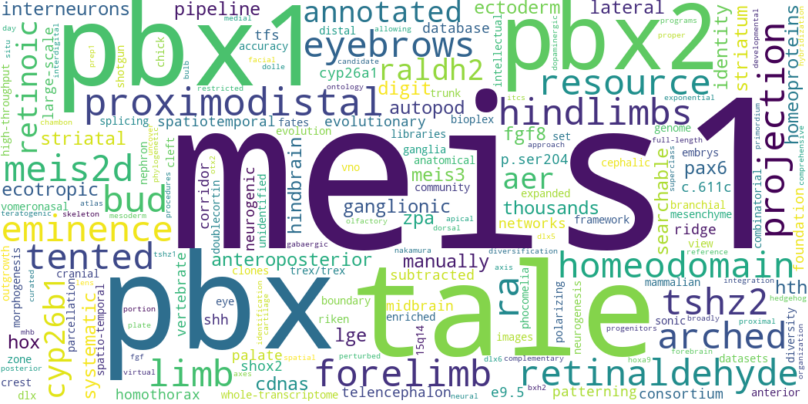 interneurons pipeline annotated ectoderm lateral
medial tfs distal allowing database
day situ retinoic large-scale pbx1 prep1 shotgun interdigital chick bulb facial dolle candidate accuracy eyebrows cyp26a1 raldh2 pbx2 intellectual dopaminergic identity programs proper striatum developmental homeoproteins
high-throughput chambon restricted ontology digit trunk resource
proximodistal autopod hindlimbs
splicing spatiotemporal fates evolutionary bioplex itcs exponential
striatal evolution libraries fgf8 set genome approach full-length primordium
meis2d nephron cleft corridor vno ganglia anatomical p.ser204 embrys superclass searchable combinatorial projection comprehensive
meis1
ecotropic phylogenesis doublecortin neurogenic otx2 unidentified hindbrain meis3 community aer expanded cephalic pax6 c.611c foundation
vomeronasal bud procedures olfactory ganglionic apical thousands branchial mesenchyme
teratogenic atlas skeleton mesoderm zpa dorsal networks framework dlx5 ridge
eminence gabaergic nakamura diversification view reference
tented tshz1 anteroposterior manually homeodomain integration
outgrowth morphogenesis cranial clones trex/trex subtracted axis mammalian hth hedgehog
curated parcellation vertebrate portion eye identification cartilage boundary midbrain ra phocomelia polarizing neurogenesis sonic broadly proximal diversity
pbx tale tshz2
cyp26b1 systematic spatio-temporal plate shh riken enriched 15q14 images progenitors forebrain organization
hox mhb fgf lge arched
zone posterior virtual palate spatial perturbed dlx6 complementary hoxa9 datasets
limb shox2 forelimb retinaldehyde
crest cdnas axes
dlx homothorax whole-transcriptome telencephalon neural e9.5 bxh2 patterning consortium anterior